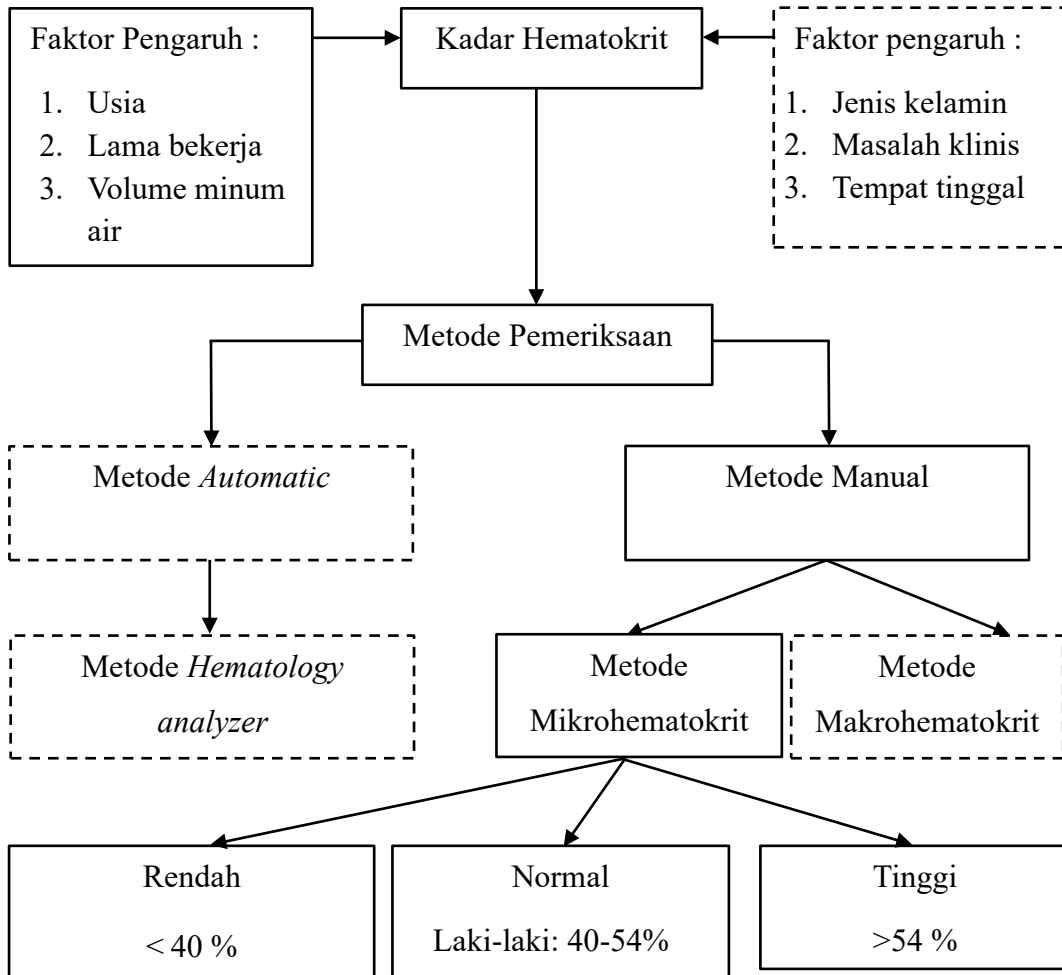 Faktor Pengaruh :
1. Usia
2. Lama bekerja
3. Volume minum
air
Kadar Hematokrit
Faktor pengaruh :
1. Jenis kelamin
2. Masalah klinis
3. Tempat tinggal
Metode Pemeriksaan
Metode Automatic
Metode Manual
Metode Hematology
analyzer
Metode
Mikrohematokrit
Metode
Makrohematokrit
Rendah
< 40 %
Normal
Laki-laki: 40-54%
Tinggi
>54 %